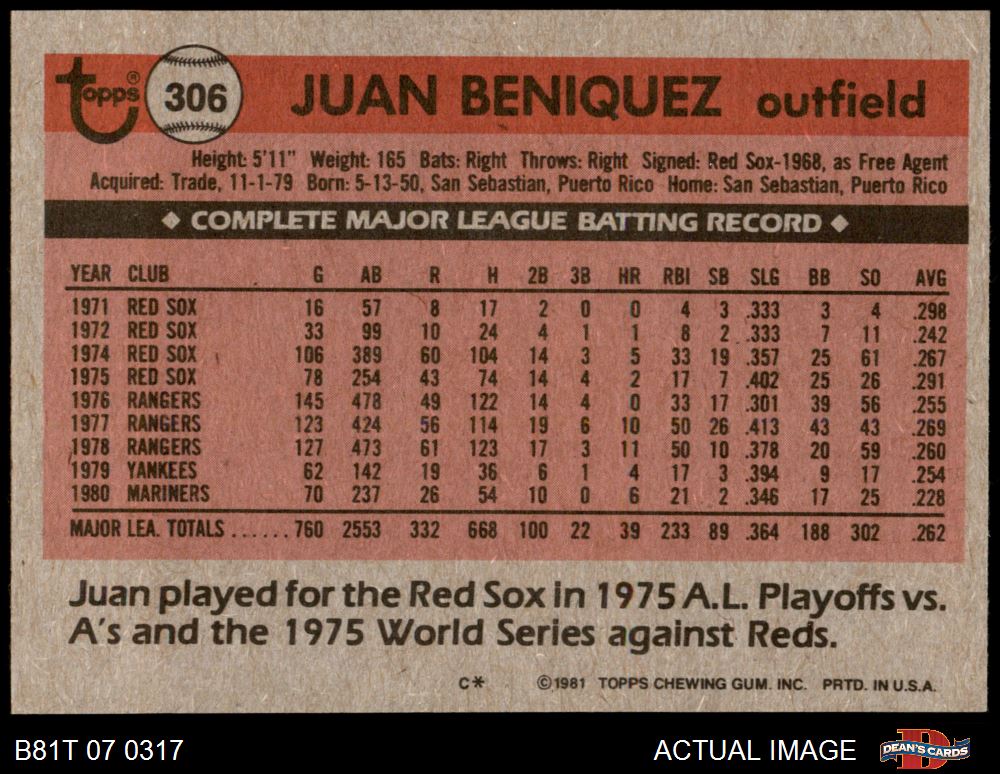 topps® 306 JUAN BENIQUEZ outfield
Height: 5'11" Weight: 165 Bats: Right Throws: Right Signed: Red Sox-1968, as Free Agent
Acquired: Trade, 11-1-79 Born: 5-13-50, San Sebastian, Puerto Rico Home: San Sebastian, Puerto Rico
◆ COMPLETE MAJOR LEAGUE BATTING RECORD ◆
YEAR CLUB G AB R H 2B 3B HR RBI SB SLG BB SO AVG
1971 RED SOX 16 57 8 17 2 0 0 4 3 .333 3 4 .298
1972 RED SOX 33 99 10 24 4 1 1 8 2 .333 7 11 .242
1974 RED SOX 106 389 60 104 14 3 5 33 19 .357 25 61 .267
1975 RED SOX 78 254 43 74 14 4 2 17 7 .402 25 26 .291
1976 RANGERS 145 478 49 122 14 4 0 33 17 .301 39 56 .255
1977 RANGERS 123 424 56 114 19 6 10 50 26 .413 43 43 .269
1978 RANGERS 127 473 61 123 17 3 11 50 10 .378 20 59 .260
1979 YANKEES 62 142 19 36 6 1 4 17 3 .394 9 17 .254
1980 MARINERS 70 237 26 54 10 0 6 21 2 .346 17 25 .228
MAJOR LEA. TOTALS ......760 2553 332 668 100 22 39 233 89 .364 188 302 .262
Juan played for the Red Sox in 1975 A.L. Playoffs vs.
A's and the 1975 World Series against Reds.
C* ©1981 TOPPS CHEWING GUM. INC. PRTD. IN U.S.A.
B81T 07 0317 ACTUAL IMAGE DEAN'S CARDS